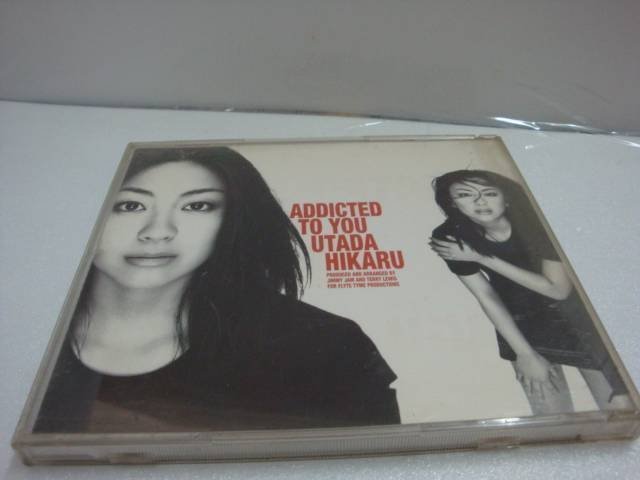 ADDICTED
TO YOU
UTADA
HIKARU
PRODUCED AND ARRANGED BY
JIMMY JAM AND TERRY LEWIS
FOR FLYTE TYME PRODUCTIONS